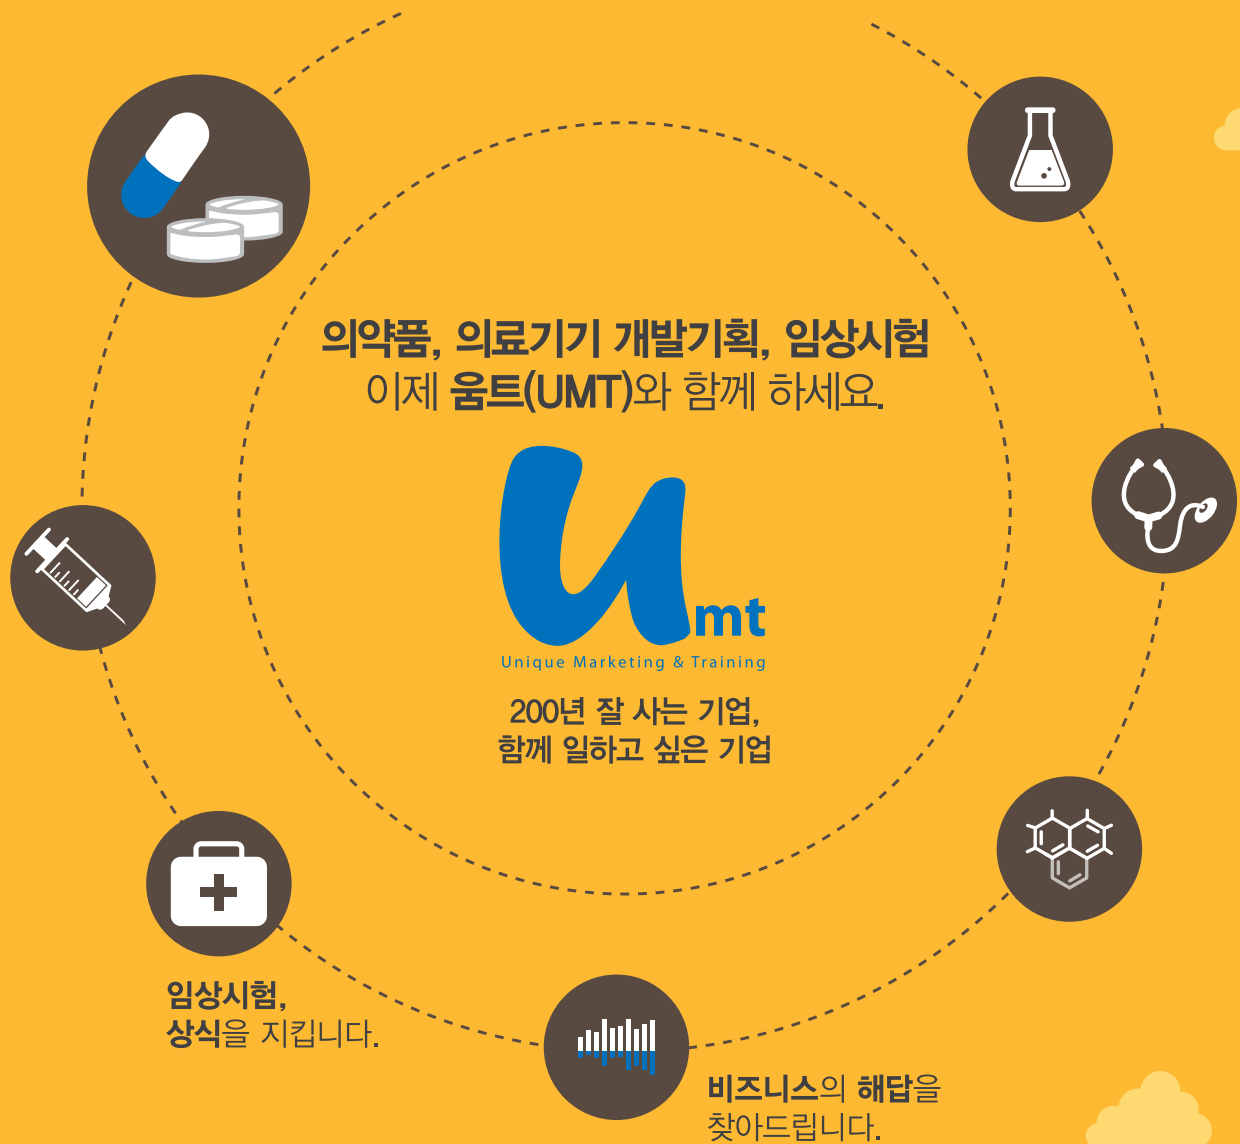 의약품, 의료기기 개발기획, 임상시험
이제 움트(UMT)와 함께 하세요.
Umt
Unique Marketing & Training
200년 잘 사는 기업,
함께 일하고 싶은 기업
임상시험,
상식을 지킵니다.
비즈니스의 해답을
찾아드립니다.